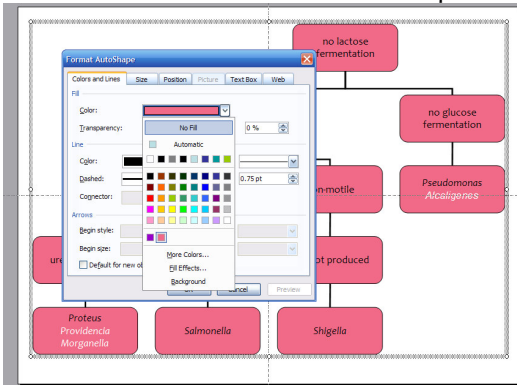 no lactose
fermentation
Format AutoShape
Colors and Lines Size Position Picture Text Box Web
Fill
Color:
Transparency: 0 %
No Fill
Automatic
Line
Color:
Dashed: 0.75 pt
Connector:
Arrows
Begin style:
Begin size:
Default for new ob
More Colors...
Fill Effects...
Background
Cancel Preview
no glucose
fermentation
n-motile
Pseudomonas
Alcaligenes
ure
ot produced
Proteus
Providencia
Morganella
Salmonella
Shigella